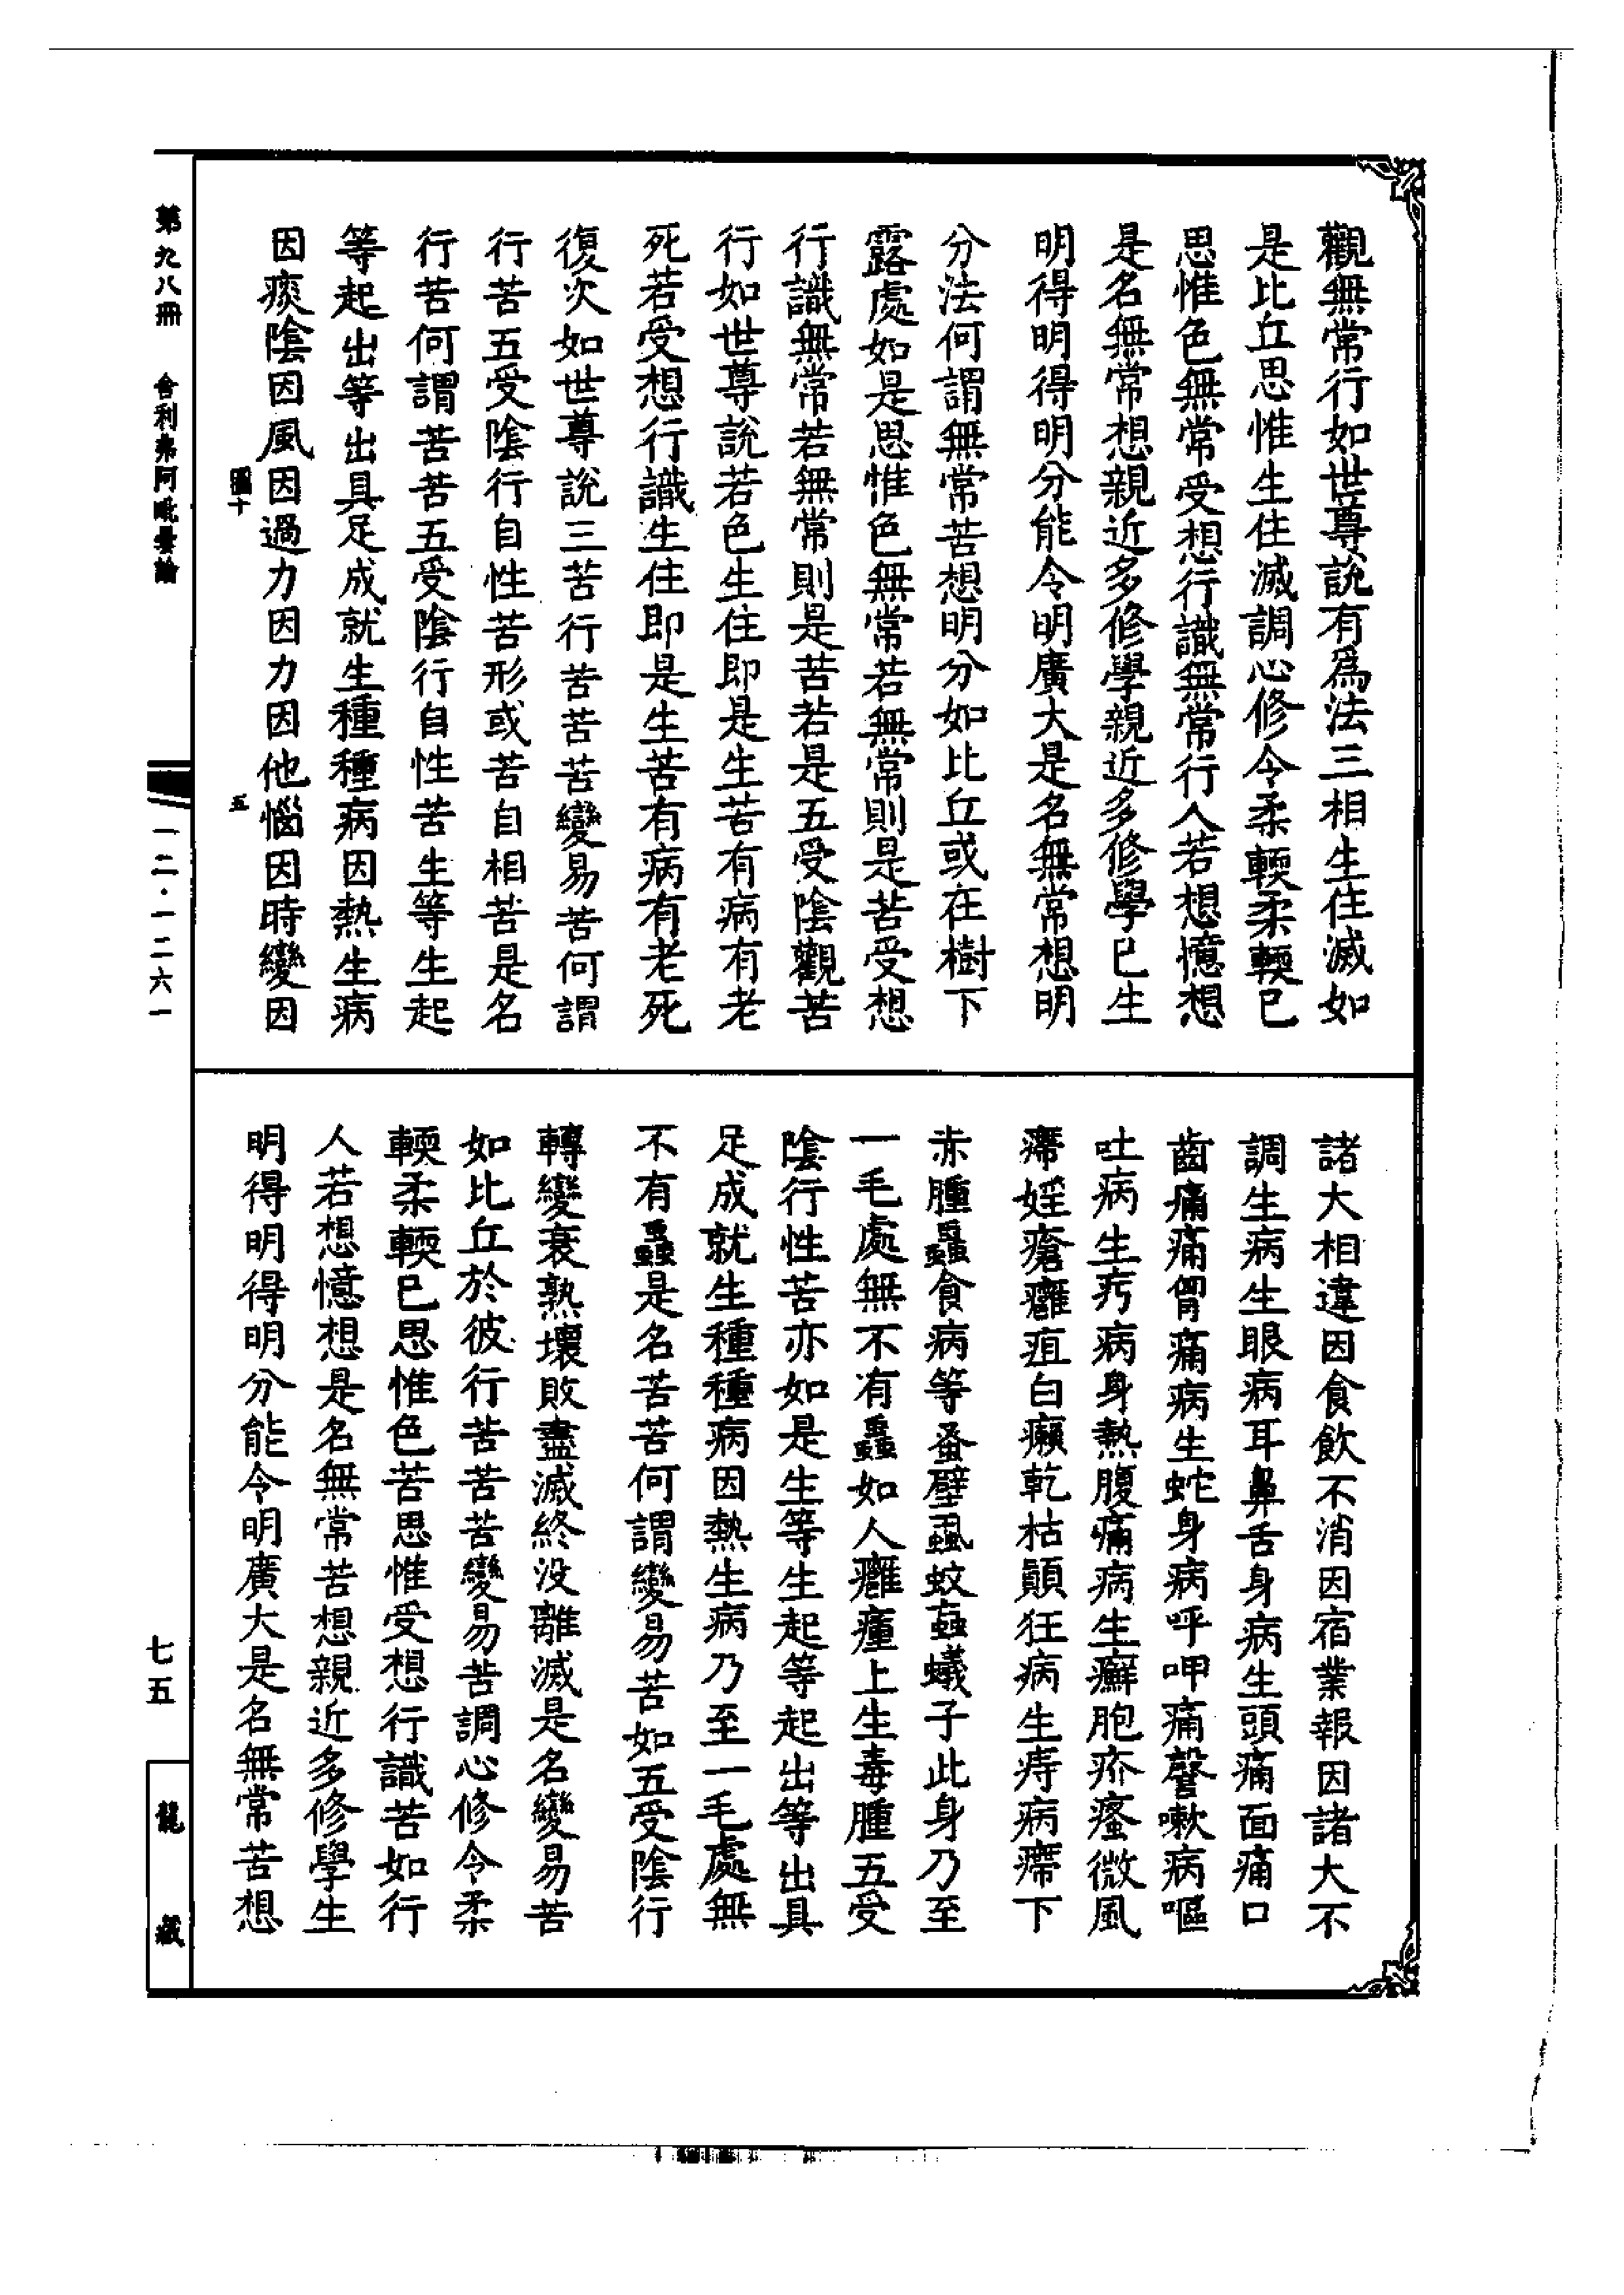 觀無常行如世尊說有爲法三相生住滅如
是比丘思惟生住滅調心修令柔輭柔輭已
思惟色無常受想行識無常行人若想憶想
是名無常想親近多修學親近多修學已生
明得明得明分能令明廣大是名無常想明
分法何謂無常苦想明分如比丘或在樹下
露處如是思惟色無常若無常則是苦受想
行識無常若無常則是苦若是五受陰觀苦
行如世尊說若色生住即是生苦有病有老
死若受想行識生住即是生苦有病有老死
復次如世尊說三苦行苦苦苦變易苦何謂
行苦五受陰行自性苦形或苦自相苦是名
行苦何謂苦苦五受陰行自性苦生等生起
等起出等出具足成就生種種病因熱生病
因痰陰因風因過力因力因他惱因時變因
諸大相違因食飲不消因宿業報因諸大不
調生病生眼病耳鼻舌身病生頭痛面痛口
齒痛痛胃痛病生蛇身病呼呷痛謦嗽病嘔
吐病生疞病身熱腹痛病生癬胞疥瘙微風
㿃婬瘡癰疽白癩乾枯顚狂病生痔病㿃下
赤腫蟲食病等蚤壁虱蚊蝱蟻子此身乃至
一毛處無不有蟲如人癰瘇上生毒腫五受
陰行性苦亦如是生等生起等起出等出具
足成就生種種病因熱生病乃至一毛處無
不有蟲是名苦苦何謂變易苦如五受陰行
轉變衰熟壞敗盡滅終没離滅是名變易苦
如比丘於彼行苦苦苦變易苦調心修令柔
輭柔輭已思惟色苦思惟受想行識苦如行
人若想憶想是名無常苦想親近多修學生
明得明得明分能令明廣大是名無常苦想
第九八冊 舍利弗阿毗曇論
十
五
一二·一二六一
七五
龍藏